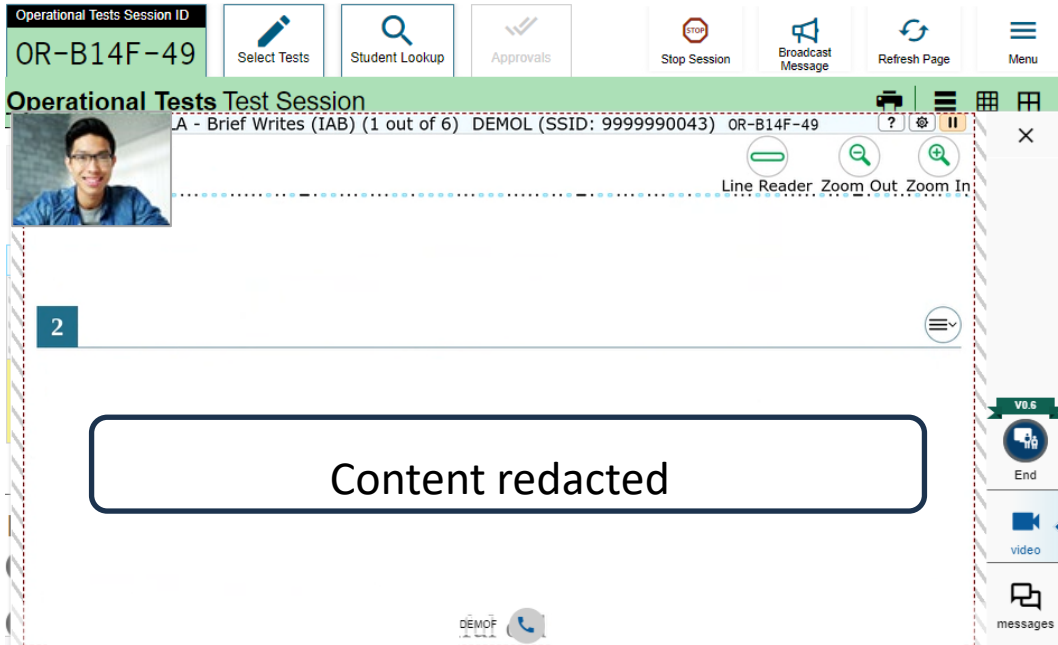 Operational Tests Session ID
OR-B14F-49
Select Tests
Student Lookup
Approvals
STOP
Stop Session
Broadcast
Message
Refresh Page
Menu
Operational Tests Test Session
LA - Brief Writes (IAB) (1 out of 6) DEMOL (SSID: 9999990043) OR-B14F-49
?
Line Reader Zoom Out Zoom In
2
V0.6
Content redacted
End
video
messages
DEMOF